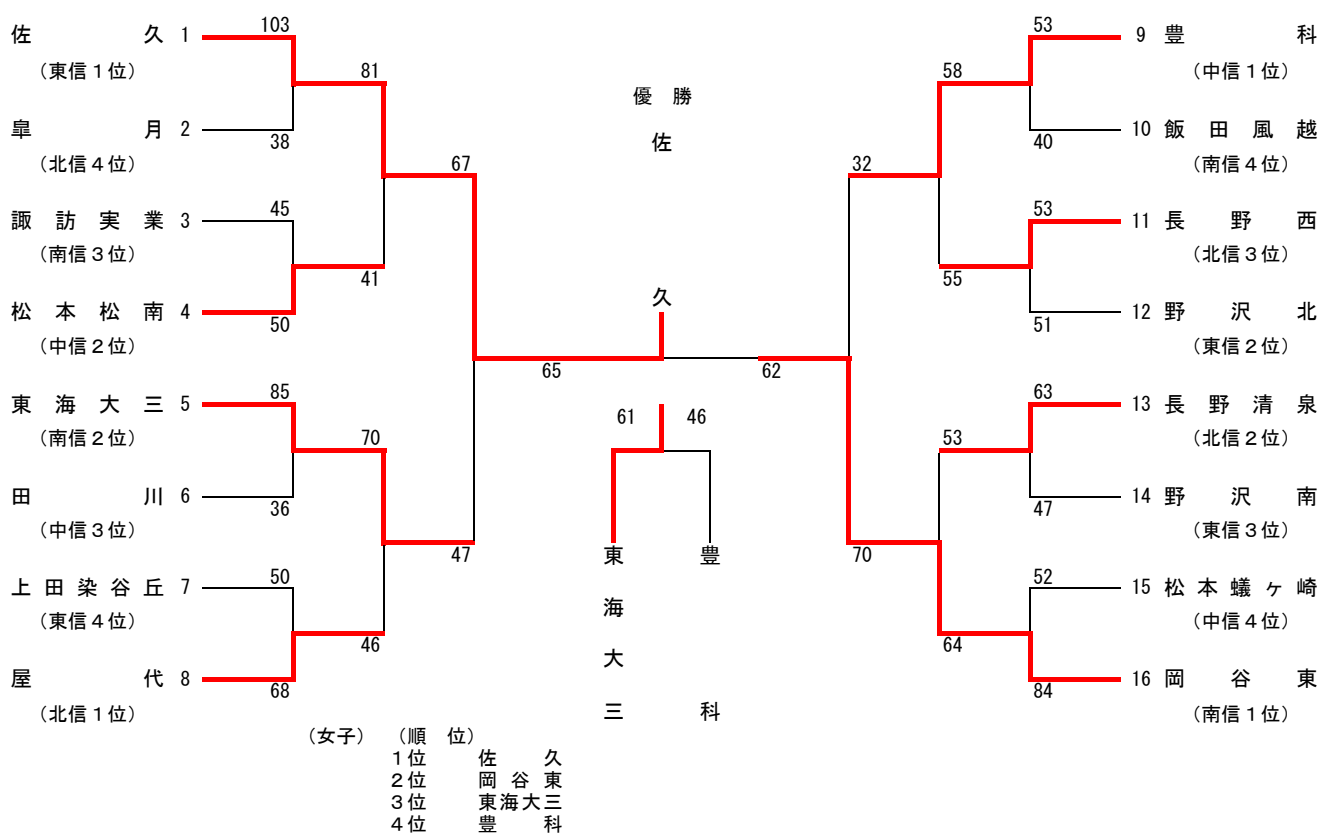 佐久 1 103
（東信１位）
81
皐月 2 38
（北信４位）
67
諏訪実業 3 45
（南信３位）
41
松本松南 4 50
（中信２位）
65
東海大三 5 85
（南信２位）
70
田川 6 36
（中信３位）
47
上田染谷丘 7 50
（東信４位）
46
屋代 8 68
（北信１位）
優勝
佐
久
61 46
東海大三
豊科
53 9 豊科
（中信１位）
58
40 10 飯田風越
（南信４位）
32
53 11 長野西
（北信３位）
55
51 12 野沢北
（東信２位）
62
63 13 長野清泉
（北信２位）
53
47 14 野沢南
（東信３位）
70
52 15 松本蟻ヶ崎
（中信４位）
64
84 16 岡谷東
（南信１位）
（女子） （順位）
１位 佐久
２位 岡谷東
３位 東海大三
４位 豊科